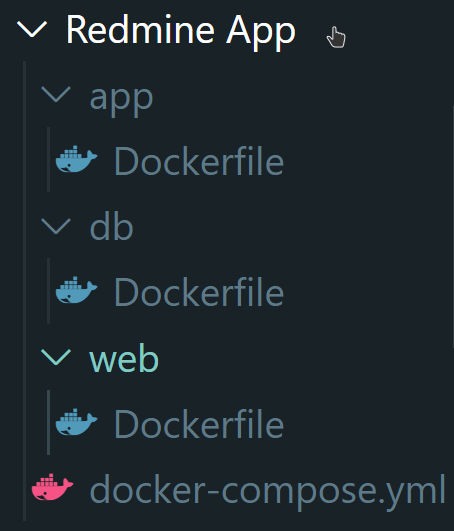 Redmine App
app
Dockerfile
db
Dockerfile
web
Dockerfile
docker-compose.yml